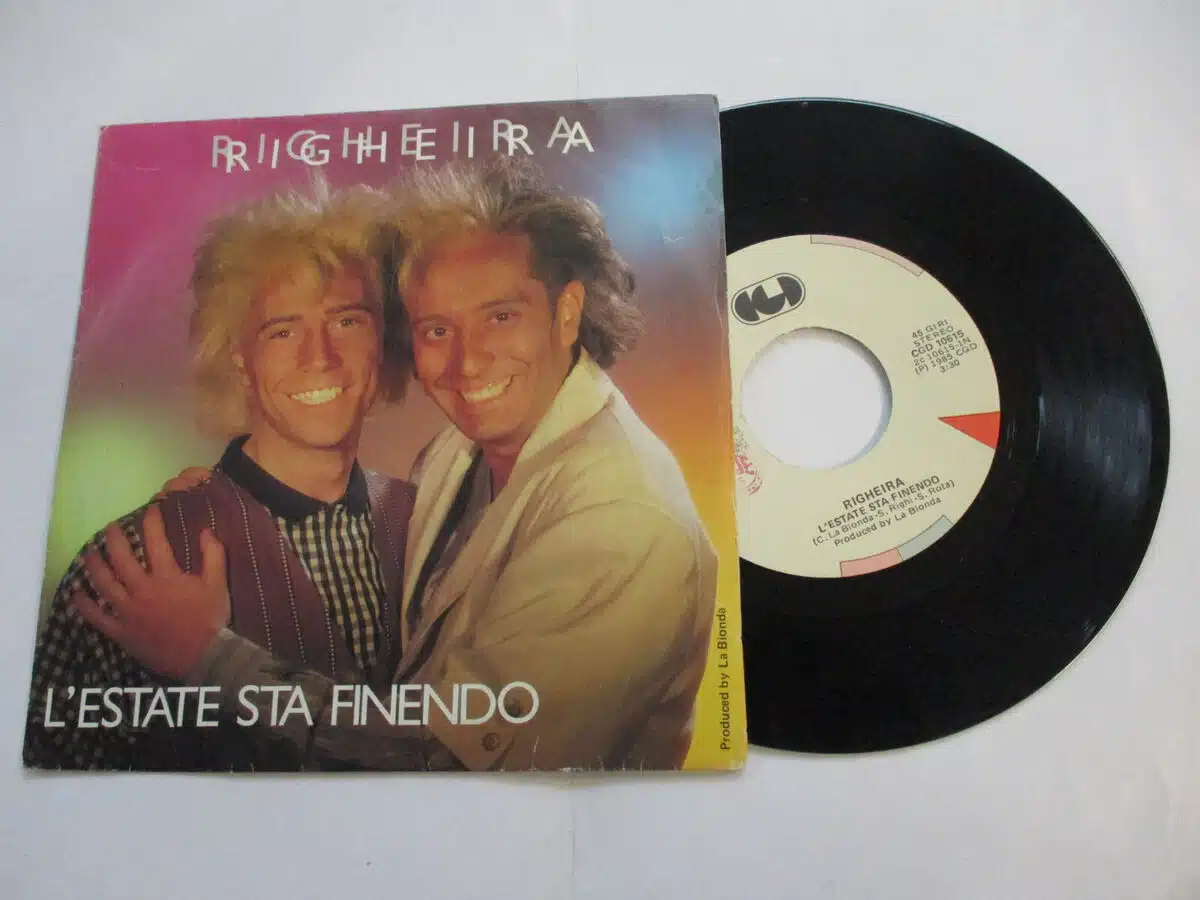 RIGHEIRA
L'ESTATE STA FINENDO
Produced by La Bionda
45 GIRI
STEREO
CGD 10615
2C 10615-1N
(P) 1985 CGD
3:30
RIGHEIRA
L'ESTATE STA FINENDO
(C. La Bionda-S. Righi-S. Rota)
Produced by La Bionda